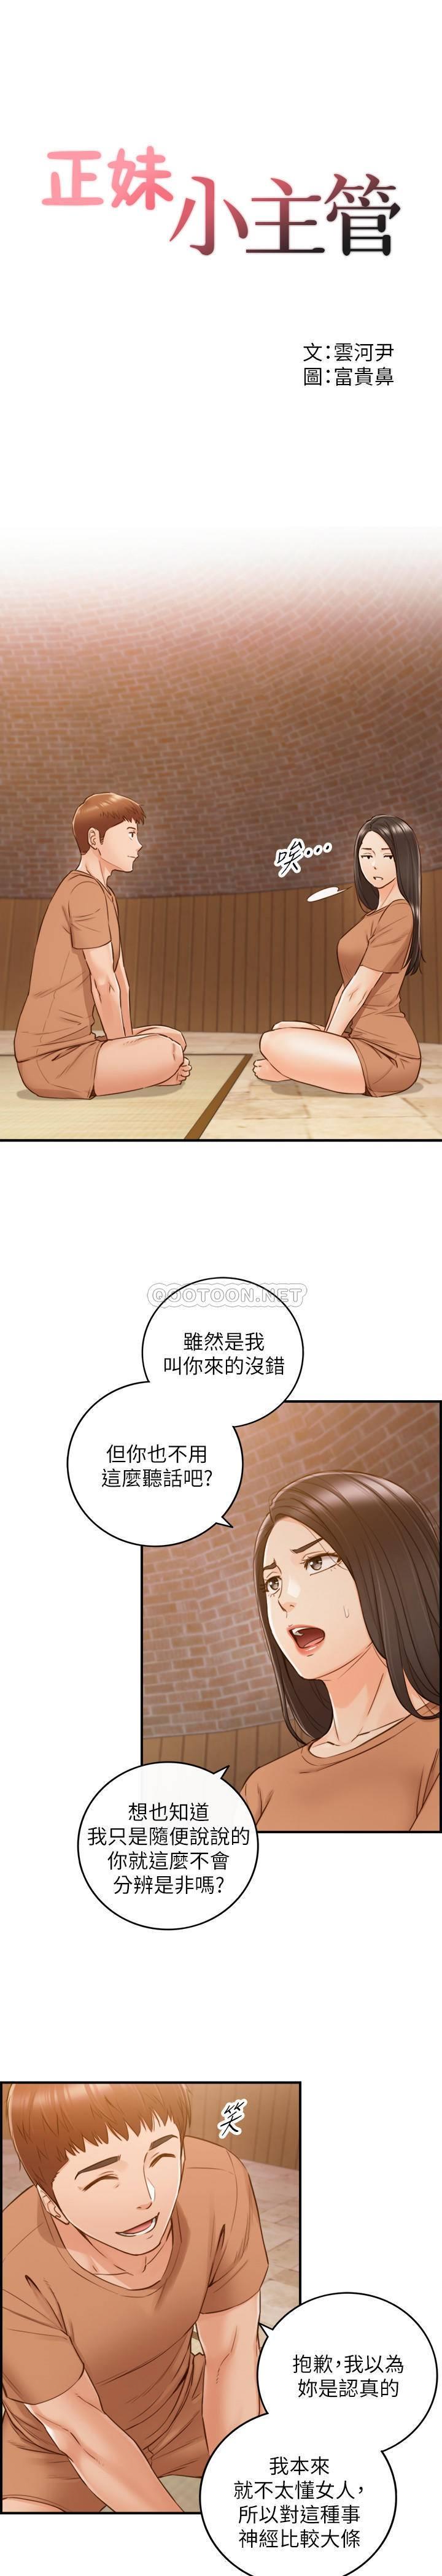 正妹
小主管
文：雲河尹
圖：富貴鼻
唉…
QOOTOON.NET
雖然是我
叫你來的沒錯
但你也不用
這麼聽話吧?
想也知道
我只是隨便說說的
你就這麼不會
分辨是非嗎?
笑
抱歉，我以為
妳是認真的
我本來
就不太懂女人，
所以對這種事
神經比較大條